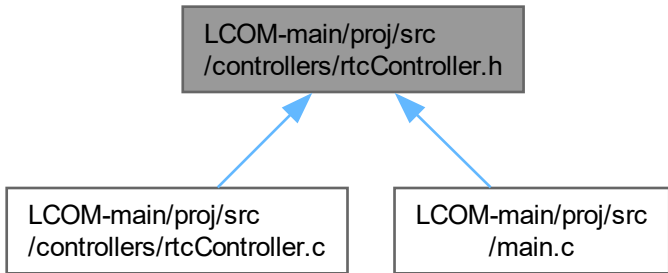 LCOM-main/proj/src
/controllers/rtcController.h
LCOM-main/proj/src
/controllers/rtcController.c
LCOM-main/proj/src
/main.c